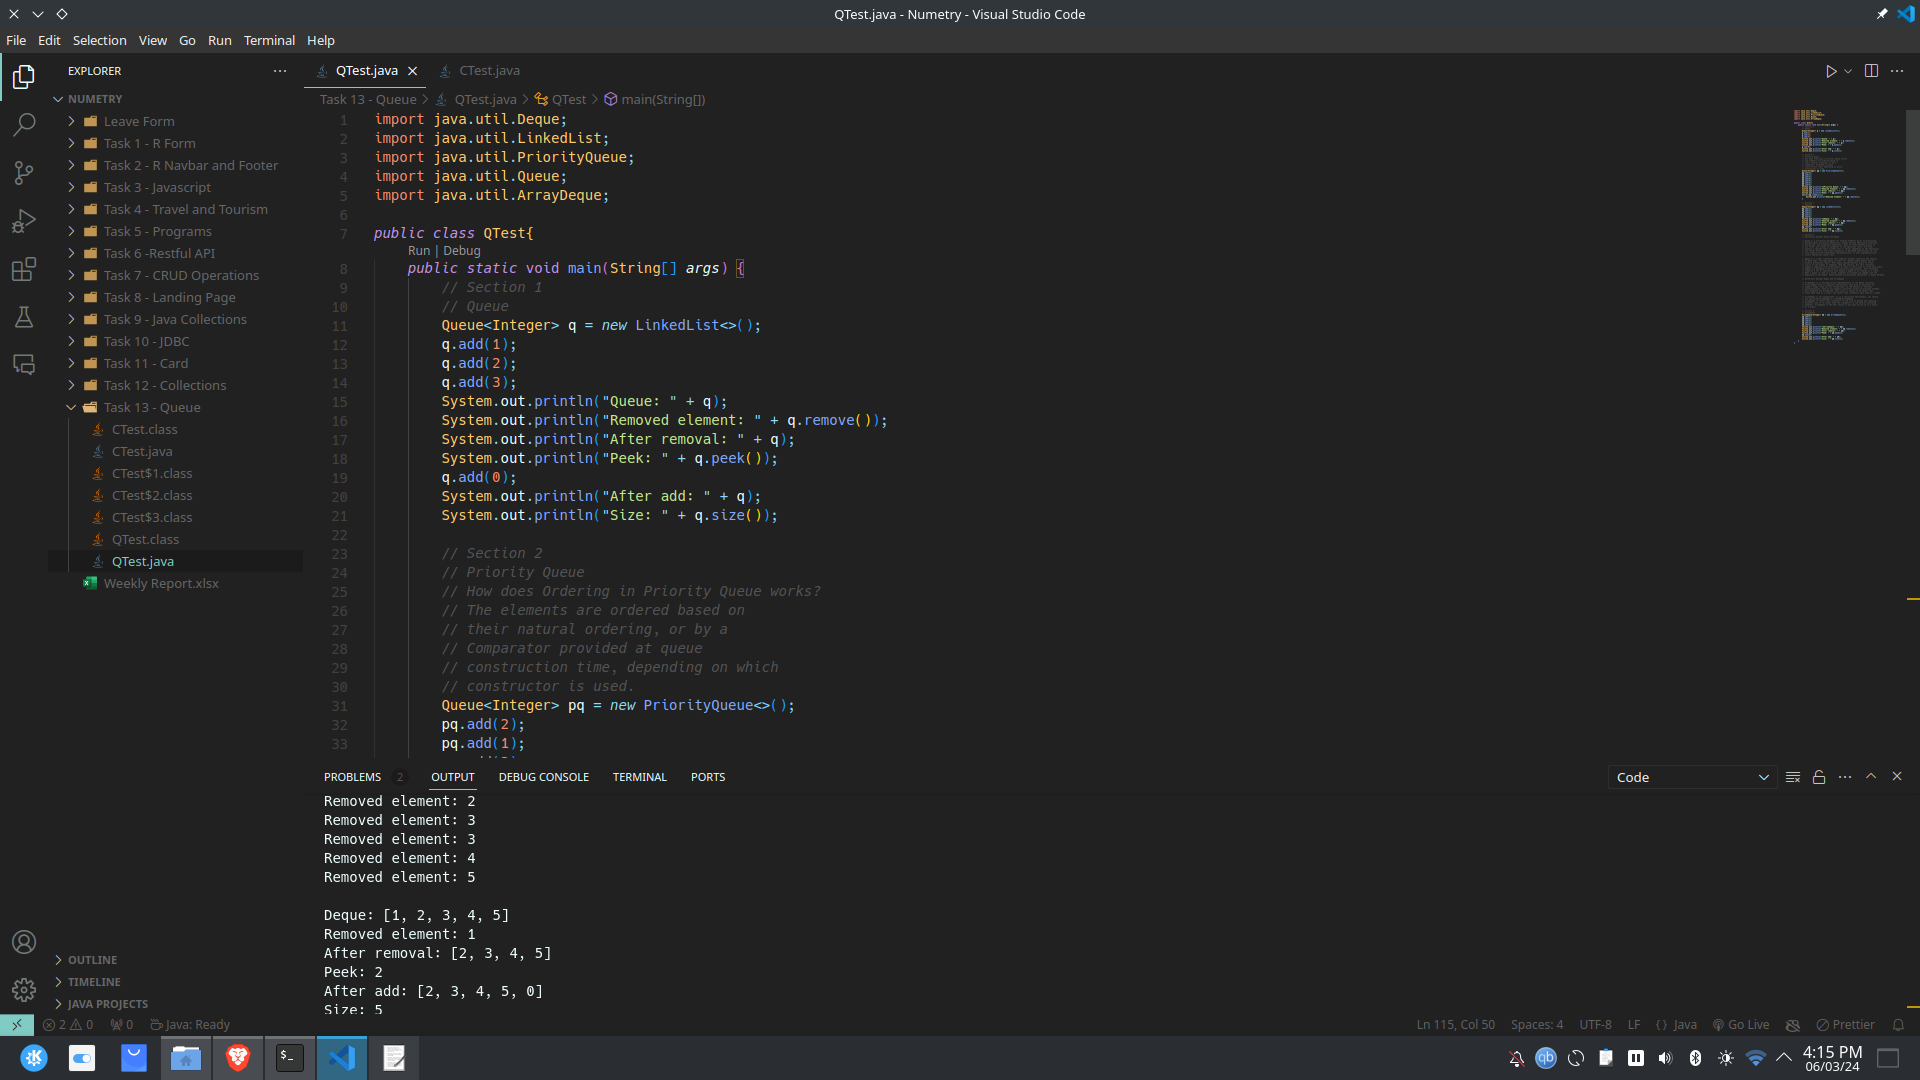 QTest.java - Numetry - Visual Studio Code
File Edit Selection View Go Run Terminal Help
EXPLORER
NUMETRY
Leave Form
Task 1 - R Form
Task 2 - R Navbar and Footer
Task 3 - Javascript
Task 4 - Travel and Tourism
Task 5 - Programs
Task 6 -Restful API
Task 7 - CRUD Operations
Task 8 - Landing Page
Task 9 - Java Collections
Task 10 - JDBC
Task 11 - Card
Task 12 - Collections
Task 13 - Queue
CTest.class
CTest.java
CTest$1.class
CTest$2.class
CTest$3.class
QTest.class
QTest.java
Weekly Report.xlsx
OUTLINE
TIMELINE
JAVA PROJECTS
QTest.java CTest.java
Task 13 - Queue > QTest.java > QTest > main(String[])
1 import java.util.Deque;
2 import java.util.LinkedList;
3 import java.util.PriorityQueue;
4 import java.util.Queue;
5 import java.util.ArrayDeque;
6
7 public class QTest{
Run | Debug
8 public static void main(String[] args) {
9 // Section 1
10 // Queue
11 Queue<Integer> q = new LinkedList<>();
12 q.add(1);
13 q.add(2);
14 q.add(3);
15 System.out.println("Queue: " + q);
16 System.out.println("Removed element: " + q.remove());
17 System.out.println("After removal: " + q);
18 System.out.println("Peek: " + q.peek());
19 q.add(0);
20 System.out.println("After add: " + q);
21 System.out.println("Size: " + q.size());
22
23 // Section 2
24 // Priority Queue
25 // How does Ordering in Priority Queue works?
26 // The elements are ordered based on
27 // their natural ordering, or by a
28 // Comparator provided at queue
29 // construction time, depending on which
30 // constructor is used.
31 Queue<Integer> pq = new PriorityQueue<>();
32 pq.add(2);
33 pq.add(1);
PROBLEMS 2 OUTPUT DEBUG CONSOLE TERMINAL PORTS
Code
Removed element: 2
Removed element: 3
Removed element: 3
Removed element: 4
Removed element: 5
Deque: [1, 2, 3, 4, 5]
Removed element: 1
After removal: [2, 3, 4, 5]
Peek: 2
After add: [2, 3, 4, 5, 0]
Size: 5
2 0 0 Java: Ready
Ln 115, Col 50 Spaces: 4 UTF-8 LF { } Java Go Live Prettier
qb
4:15 PM
06/03/24